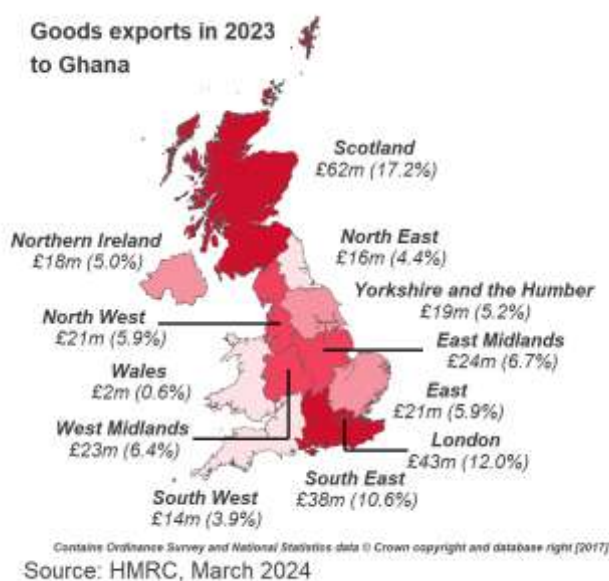 Goods exports in 2023
to Ghana
Scotland
£62m (17.2%)
Northern Ireland
£18m (5.0%)
North East
£16m (4.4%)
Yorkshire and the Humber
£19m (5.2%)
North West
£21m (5.9%)
East Midlands
£24m (6.7%)
Wales
£2m (0.6%)
East
£21m (5.9%)
West Midlands
£23m (6.4%)
London
£43m (12.0%)
South East
£38m (10.6%)
South West
£14m (3.9%)
Contains Ordinance Survey and National Statistics data © Crown copyright and database right [2017]
Source: HMRC, March 2024